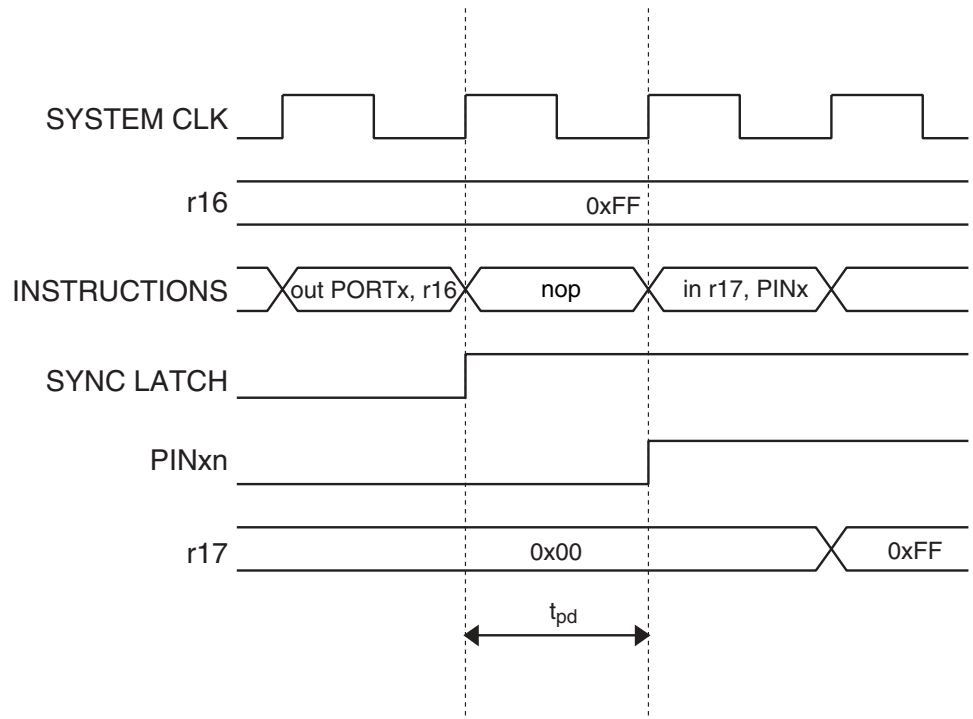 SYSTEM CLK
r16
0xFF
INSTRUCTIONS
out PORTx, r16
nop
in r17, PINx
SYNC LATCH
PINxn
r17
0x00
0xFF
tpd